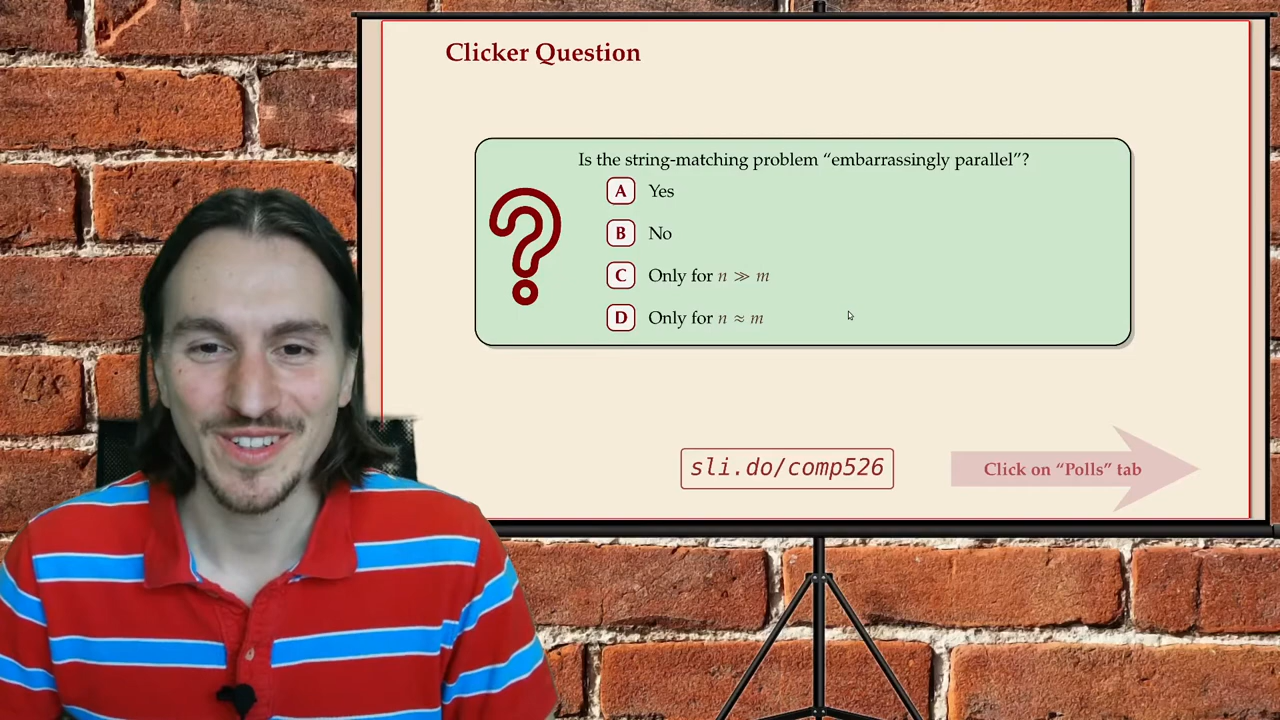 Clicker Question
Is the string-matching problem “embarrassingly parallel”?
A Yes
B No
C Only for n ≫ m
D Only for n ≈ m
sli.do/comp526
Click on “Polls” tab